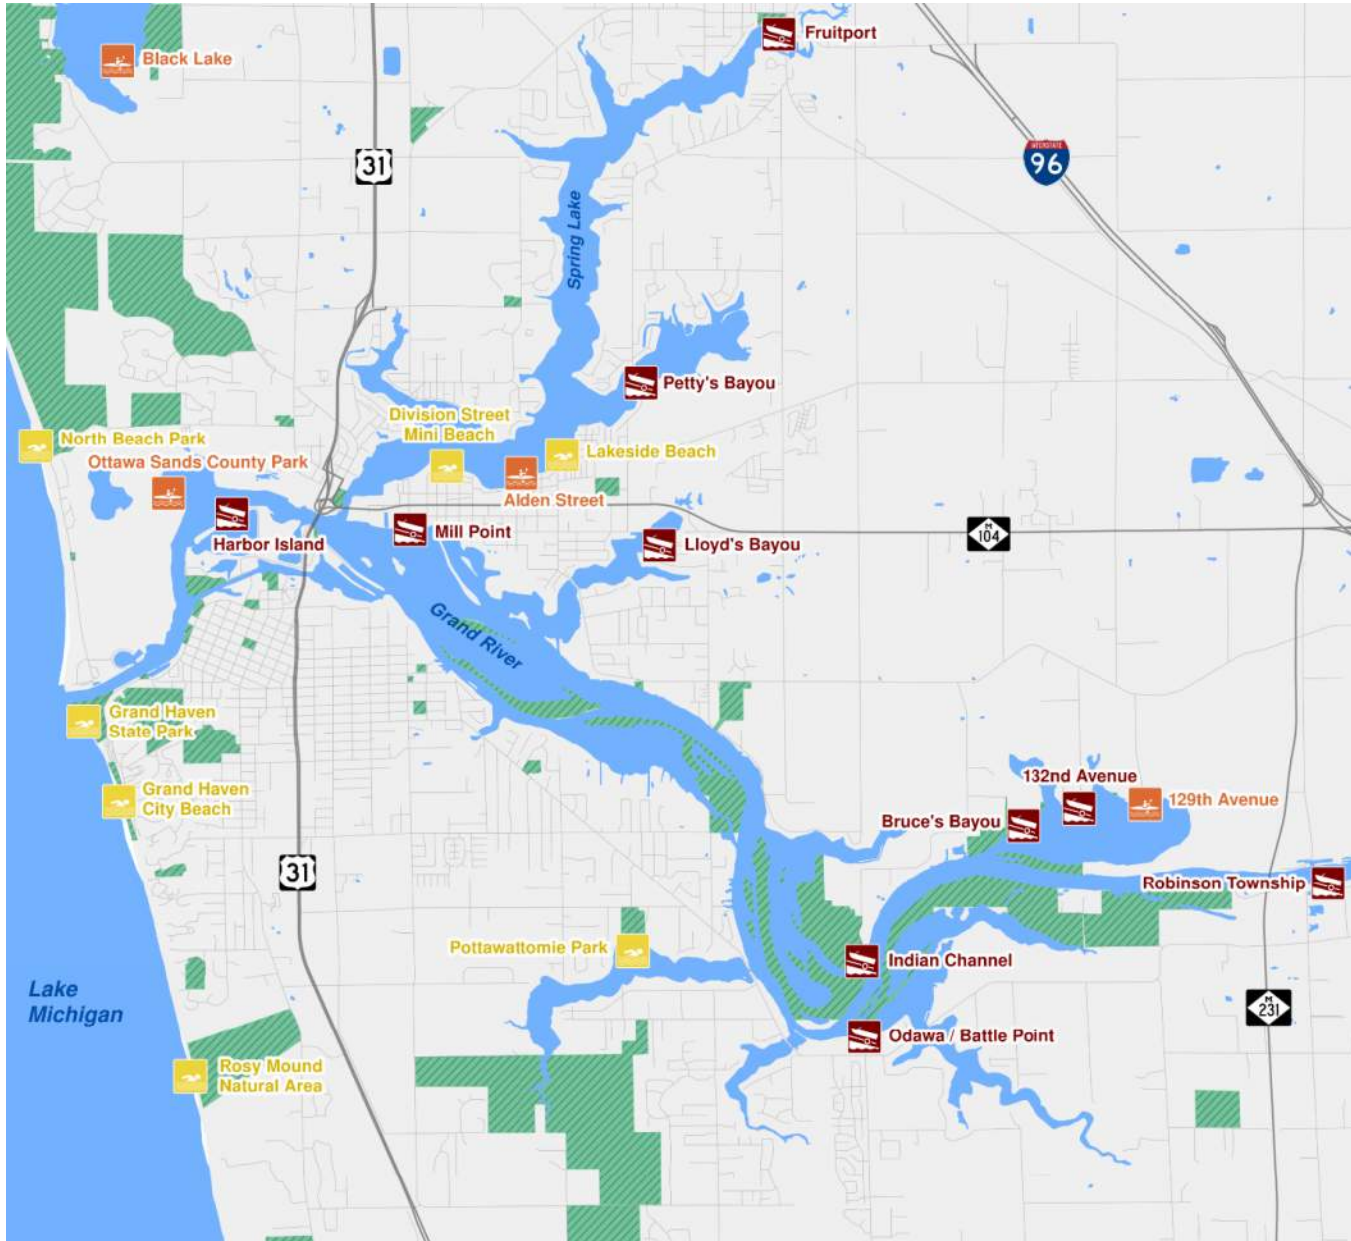 Fruitport
Black Lake
31
INTERSTATE
96
Spring Lake
Petty's Bayou
Division Street
Mini Beach
North Beach Park
Lakeside Beach
Ottawa Sands County Park
Alden Street
Harbor Island
Mill Point
Lloyd's Bayou
M
104
Grand River
Grand Haven
State Park
132nd Avenue
Grand Haven
City Beach
129th Avenue
Bruce's Bayou
31
Robinson Township
Pottawattomie Park
Indian Channel
Lake
Michigan
M
231
Odawa / Battle Point
Rosy Mound
Natural Area